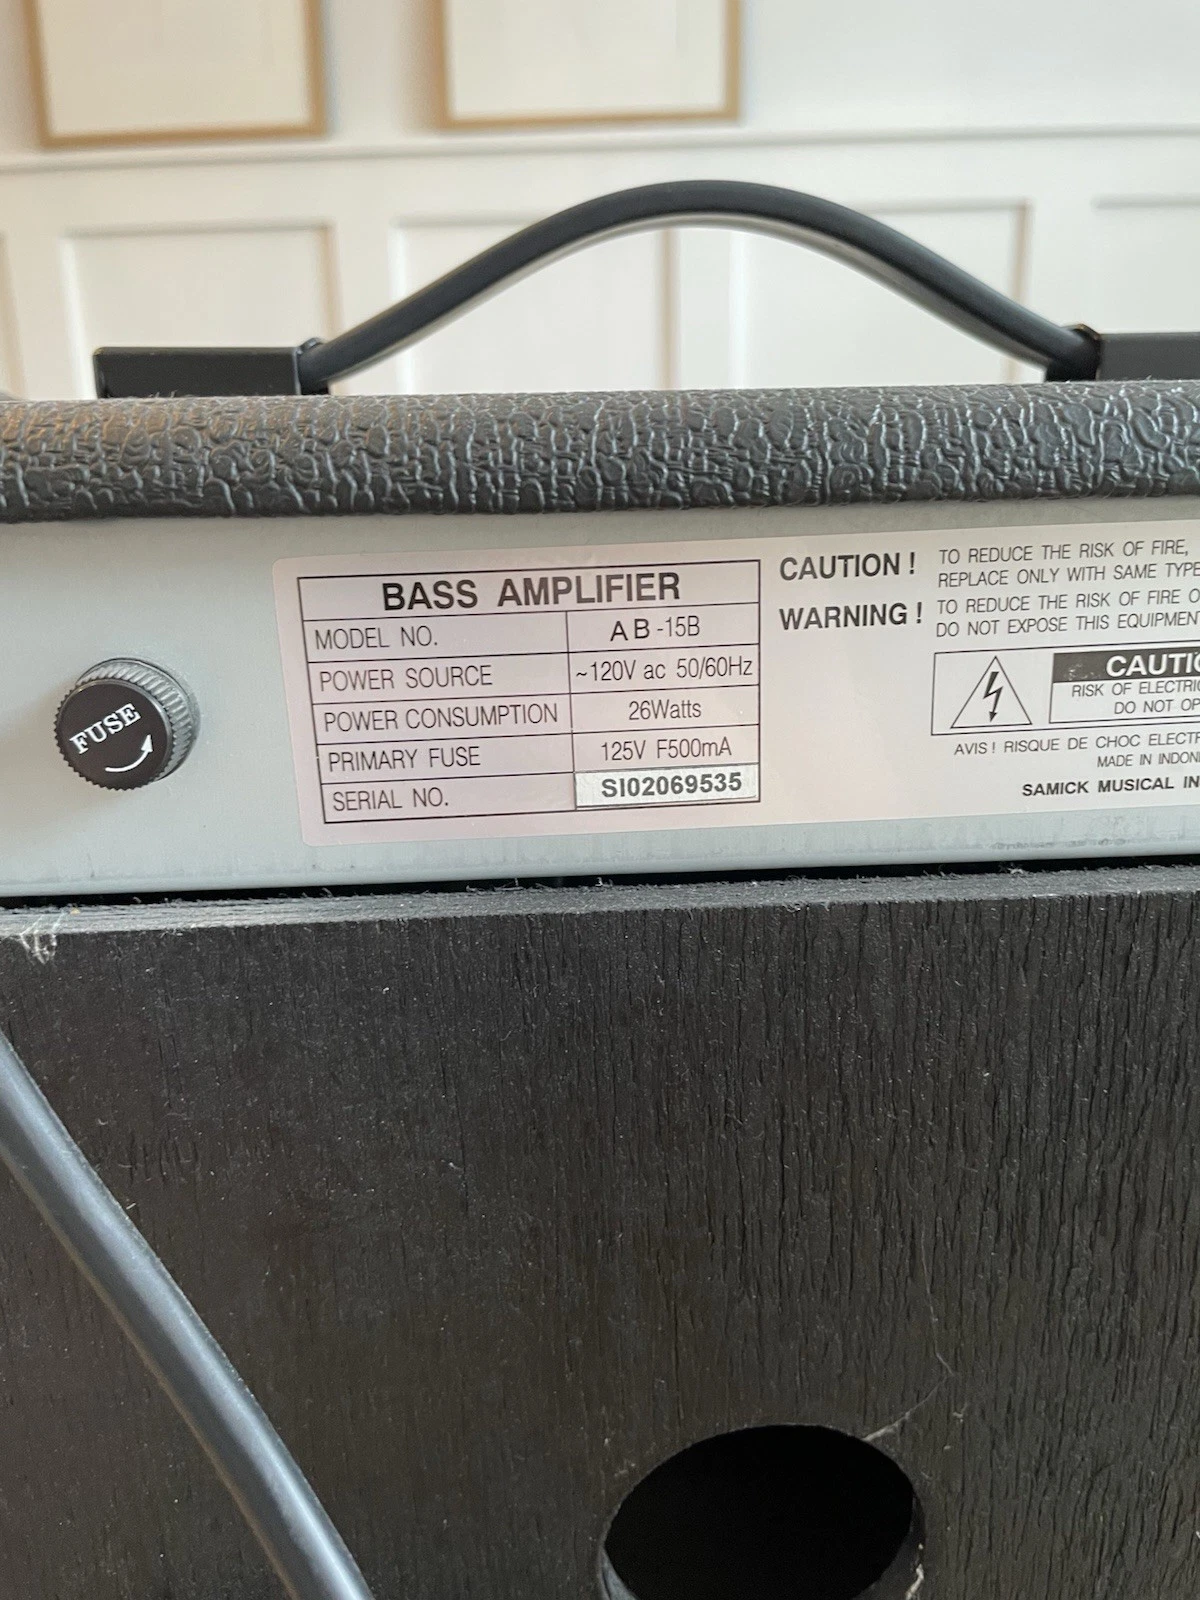 FUSE
BASS AMPLIFIER
MODEL NO. AB-15B
POWER SOURCE ~120V ac 50/60Hz
POWER CONSUMPTION 26Watts
PRIMARY FUSE 125V F500mA
SERIAL NO. SI02069535
CAUTION ! TO REDUCE THE RISK OF FIRE,
REPLACE ONLY WITH SAME TYPE
WARNING ! TO REDUCE THE RISK OF FIRE O
DO NOT EXPOSE THIS EQUIPMEN
CAUTIO
RISK OF ELECTRI
DO NOT OP
AVIS ! RISQUE DE CHOC ELECTR
MADE IN INDON
SAMICK MUSICAL IN